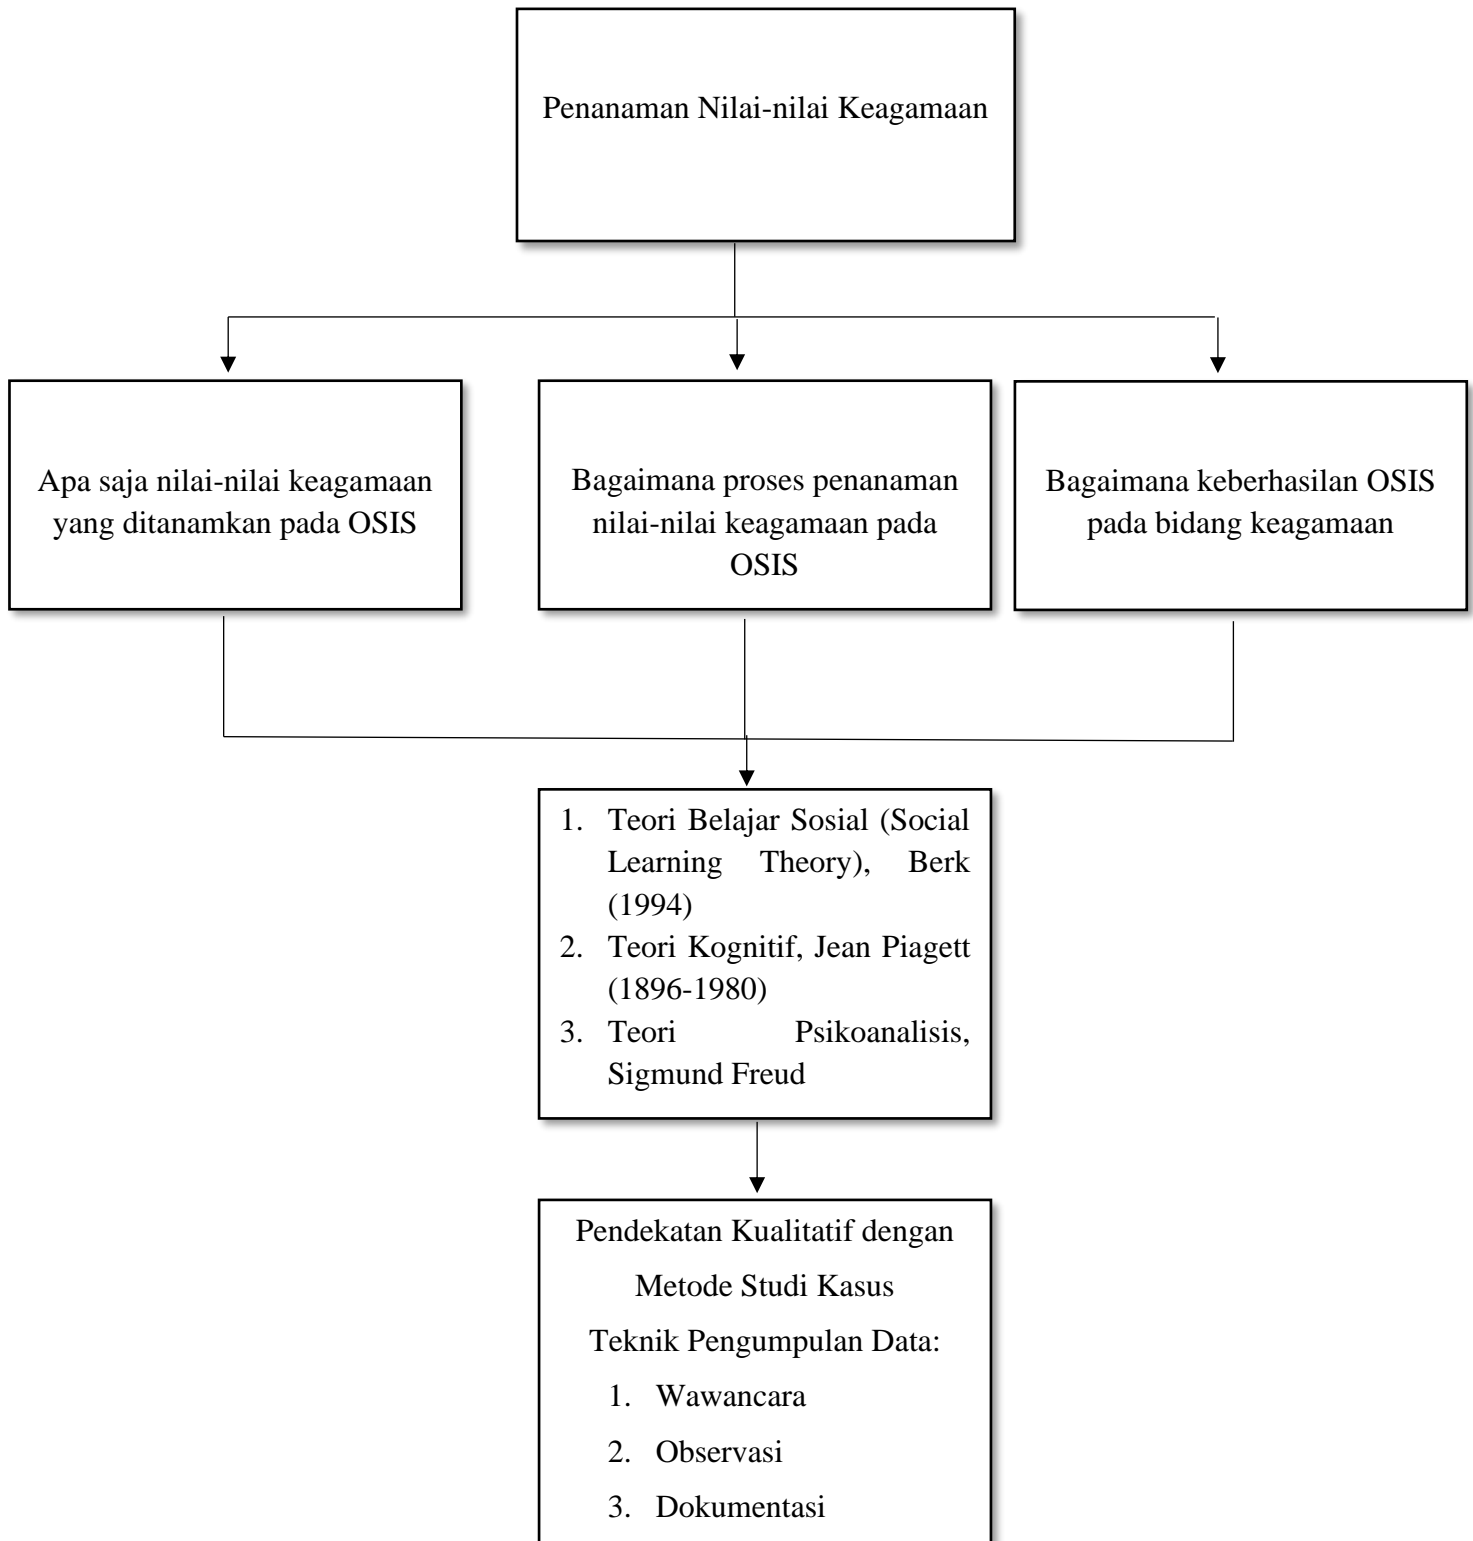 Penanaman Nilai-nilai Keagamaan
Apa saja nilai-nilai keagamaan
yang ditanamkan pada OSIS
Bagaimana proses penanaman
nilai-nilai keagamaan pada
OSIS
Bagaimana keberhasilan OSIS
pada bidang keagamaan
1. Teori Belajar Sosial (Social
Learning Theory), Berk
(1994)
2. Teori Kognitif, Jean Piagett
(1896-1980)
3. Teori Psikoanalisis,
Sigmund Freud
Pendekatan Kualitatif dengan
Metode Studi Kasus
Teknik Pengumpulan Data:
1. Wawancara
2. Observasi
3. Dokumentasi